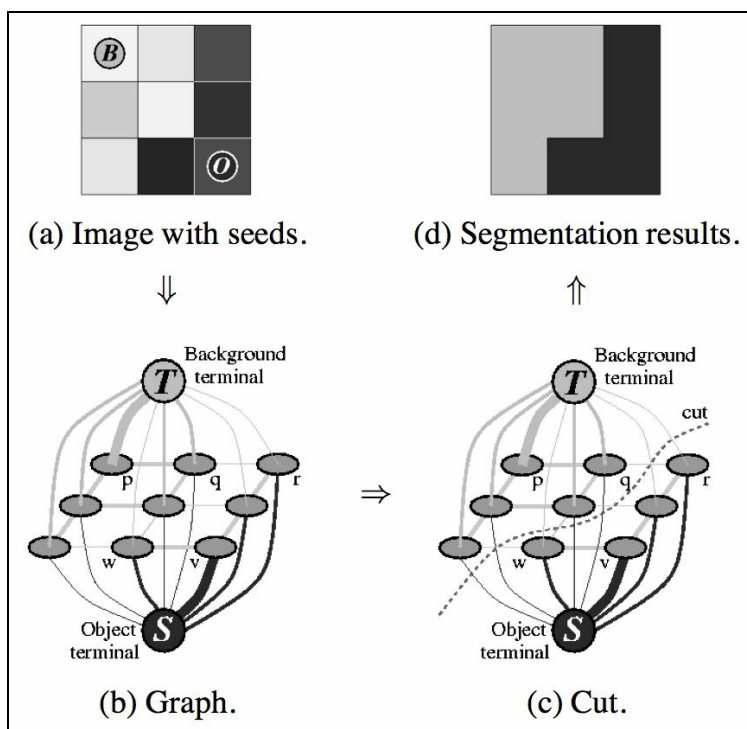 B
O
(a) Image with seeds.
(d) Segmentation results.
⇓
⇑
Background
terminal
T
p
q
r
w
v
S
Object
terminal
(b) Graph.
⇒
Background
terminal
T
cut
p
q
r
w
v
S
Object
terminal
(c) Cut.